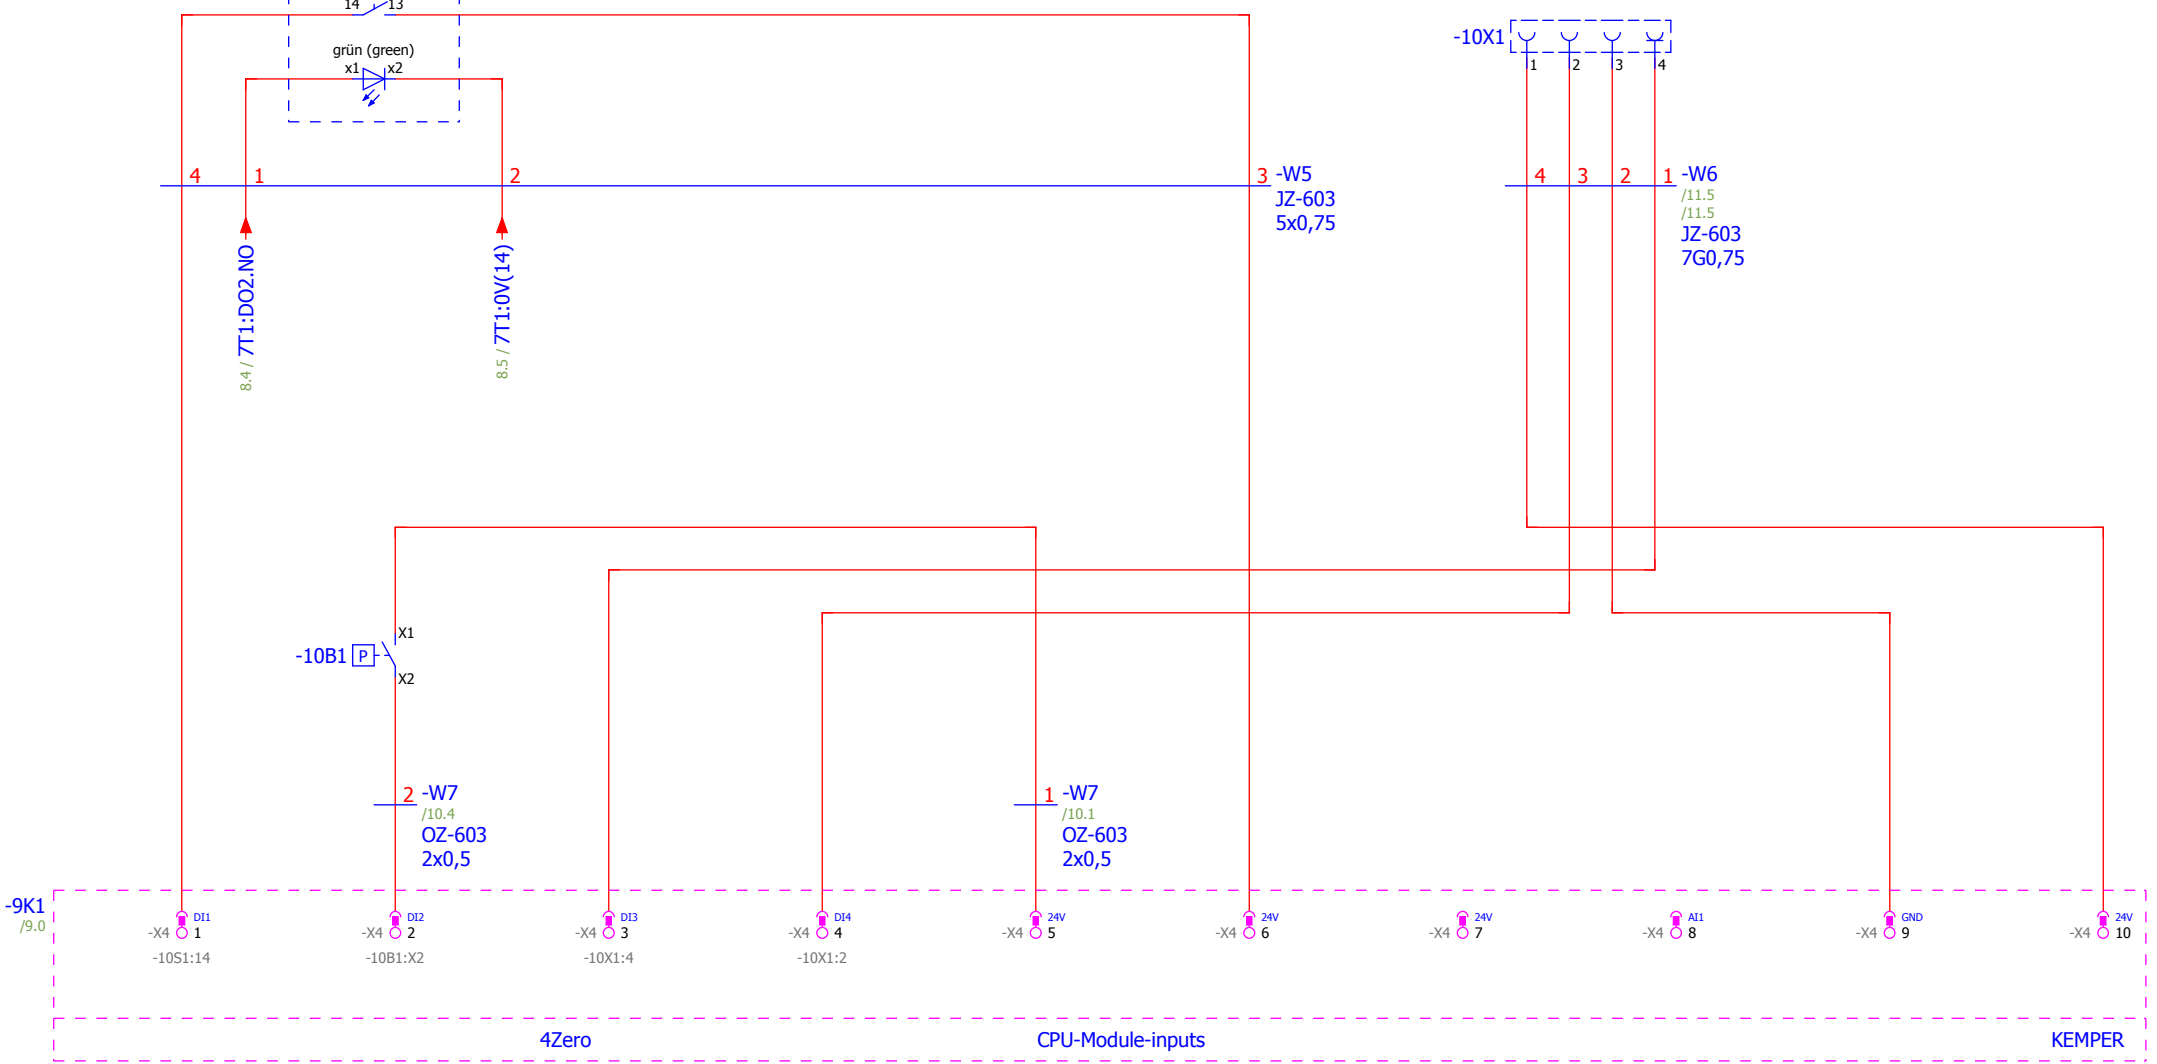 14 13
-10X1
grün (green)
x1 x2
1 2 3 4
4 1 2 3 -W5
JZ-603
5x0,75
4 3 2 1 -W6
/11.5
/11.5
JZ-603
7G0,75
8.4 / 7T1:DO2.NO
8.5 / 7T1:0V(14)
X1
-10B1 P
X2
2 -W7
/10.4
OZ-603
2x0,5
1 -W7
/10.1
OZ-603
2x0,5
-9K1
/9.0
DI1 DI2 DI3 DI4 24V 24V 24V AI1 GND 24V
-X4 1 -X4 2 -X4 3 -X4 4 -X4 5 -X4 6 -X4 7 -X4 8 -X4 9 -X4 10
-10S1:14 -10B1:X2 -10X1:4 -10X1:2
4Zero CPU-Module-inputs KEMPER